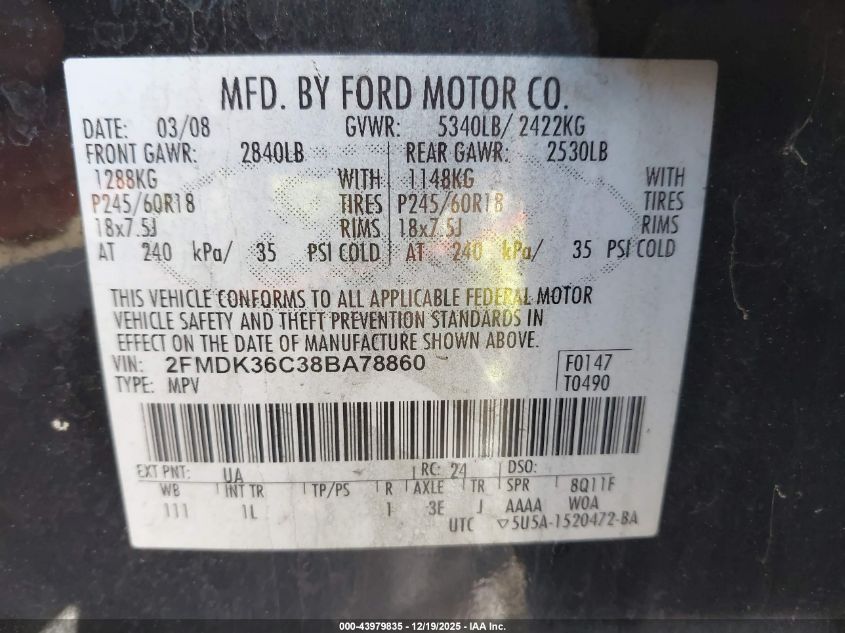 MFD. BY FORD MOTOR CO.
DATE: 03/08 GVWR: 5340LB/ 2422KG
FRONT GAWR: 2840LB REAR GAWR: 2530LB
1288KG WITH 1148KG WITH
P245/60R18 TIRES P245/60R18 TIRES
18x7.5J RIMS 18x7.5J RIMS
AT 240 kPa/ 35 PSI COLD AT 240 kPa/ 35 PSI COLD
THIS VEHICLE CONFORMS TO ALL APPLICABLE FEDERAL MOTOR
VEHICLE SAFETY AND THEFT PREVENTION STANDARDS IN
EFFECT ON THE DATE OF MANUFACTURE SHOWN ABOVE.
VIN: 2FMDK36C38BA78860 F0147
TYPE: MPV T0490
EXT PNT: UA RC: 24 DSO:
WB INT TR TP/PS R AXLE TR SPR 8Q11F
111 1L 1 3E J AAAA W0A
UTC ▽5U5A-1520472-BA
000-43979835 - 12/19/2025 - IAA Inc.